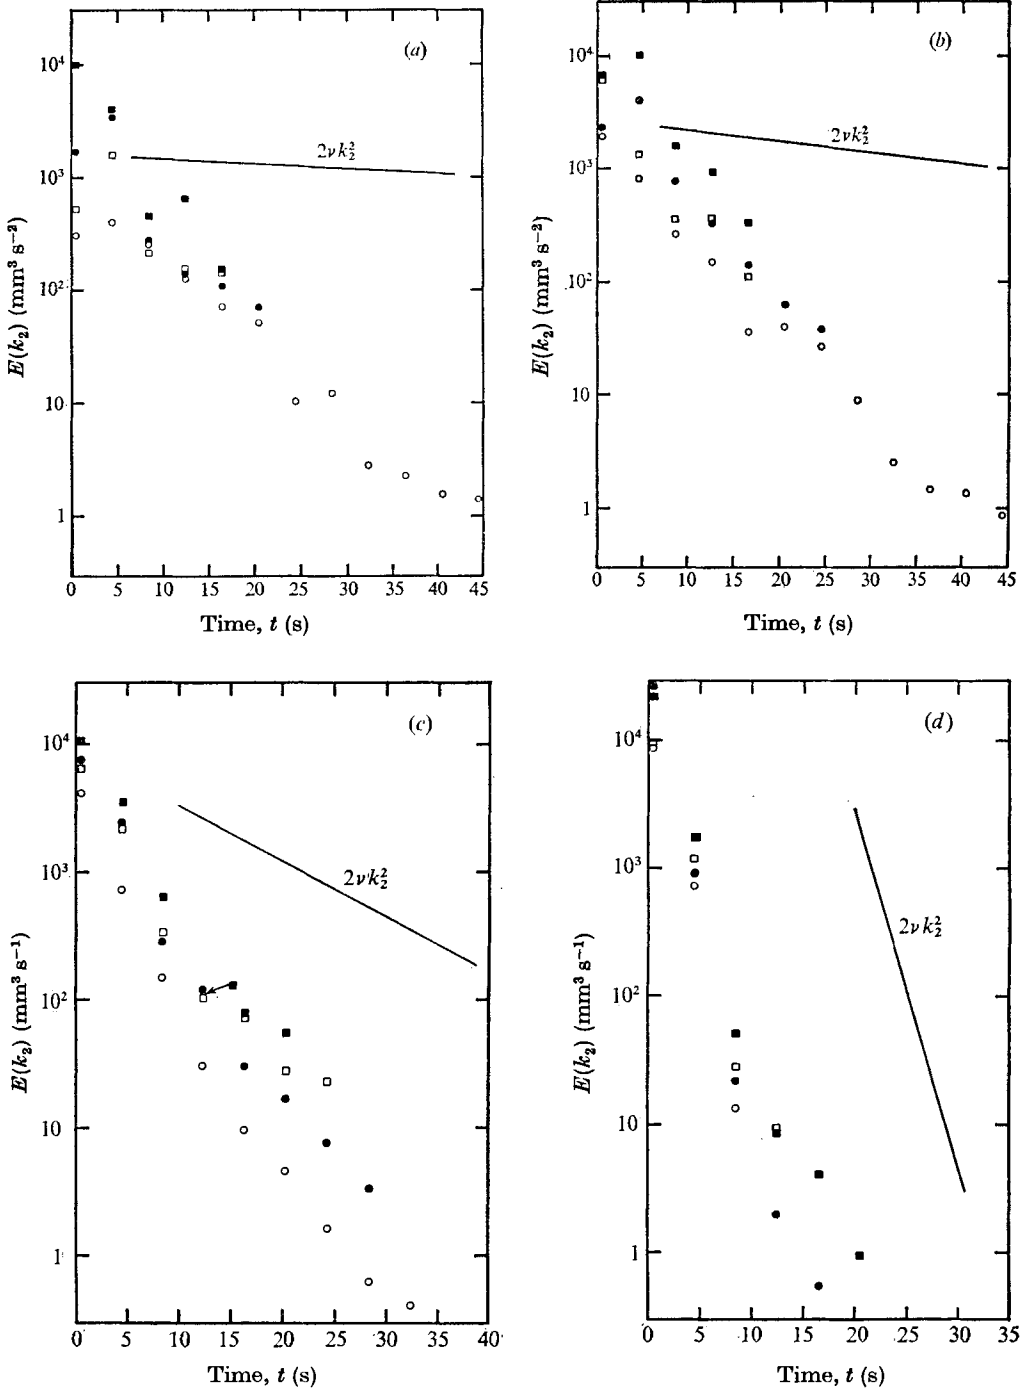 (a)
10⁴
10³
10²
10
1
2νk₂²
E(k₂) (mm³ s⁻²)
0 5 10 15 20 25 30 35 40 45
Time, t (s)
(b)
10⁴
10³
10²
10
1
2νk₂²
E(k₂) (mm³ s⁻²)
0 5 10 15 20 25 30 35 40 45
Time, t (s)
(c)
10⁴
10³
10²
10
1
2νk₂²
E(k₂) (mm³ s⁻¹)
0 5 10 15 20 25 30 35 40
Time, t (s)
(d)
10⁴
10³
10²
10
1
2νk₂²
E(k₂) (mm³ s⁻¹)
0 5 10 15 20 25 30 35
Time, t (s)